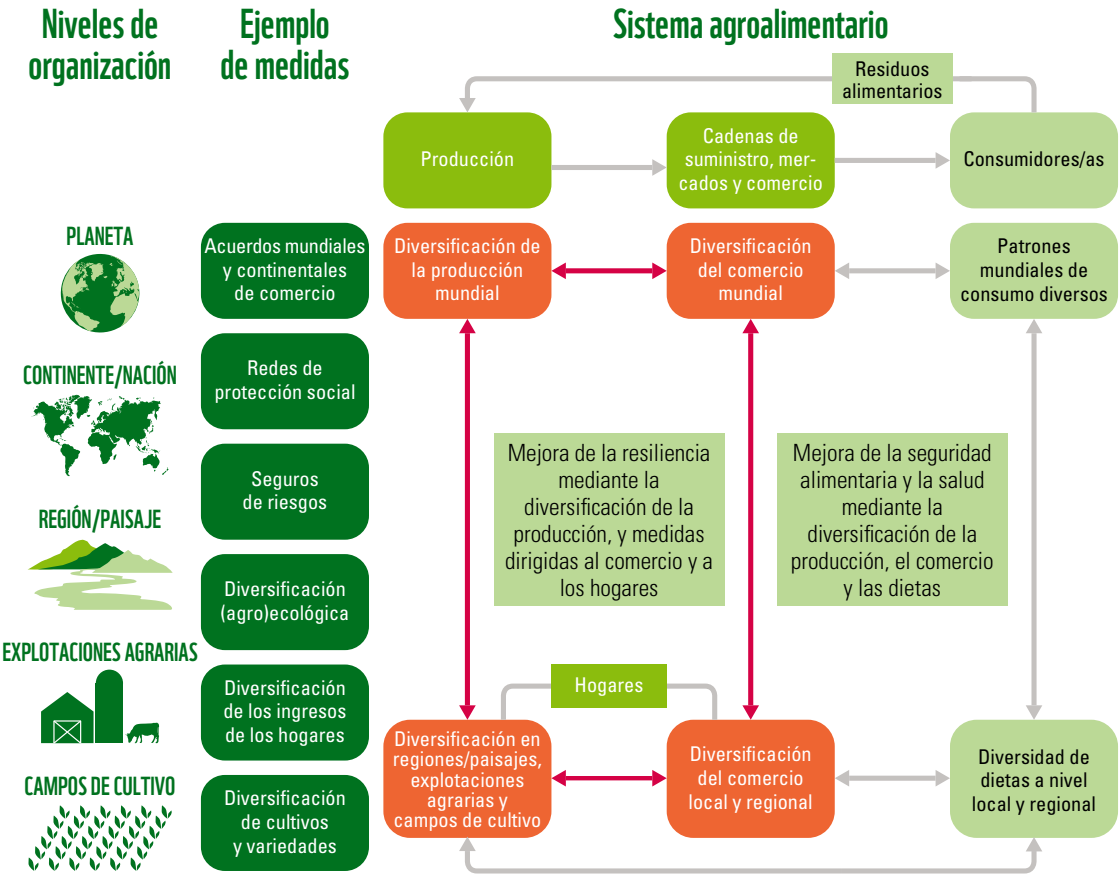 Niveles de
organización
Ejemplo
de medidas
Sistema agroalimentario
Residuos
alimentarios
Producción
Cadenas de
suministro, mer-
cados y comercio
Consumidores/as
PLANETA
Acuerdos mundiales
y continentales
de comercio
Diversificación de
la producción
mundial
Diversificación
del comercio
mundial
Patrones
mundiales de
consumo diversos
CONTINENTE/NACIÓN
Redes de
protección social
Seguros
de riesgos
Mejora de la resiliencia
mediante la
diversificación de la
producción, y medidas
dirigidas al comercio y a
los hogares
Mejora de la seguridad
alimentaria y la salud
mediante la
diversificación de la
producción, el comercio
y las dietas
REGIÓN/PAISAJE
Diversificación
(agro)ecológica
EXPLOTACIONES AGRARIAS
Diversificación
de los ingresos
de los hogares
Hogares
Diversificación en
regiones/paisajes,
explotaciones
agrarias y
campos de cultivo
Diversificación
del comercio
local y regional
Diversidad de
dietas a nivel
local y regional
CAMPOS DE CULTIVO
Diversificación
de cultivos
y variedades